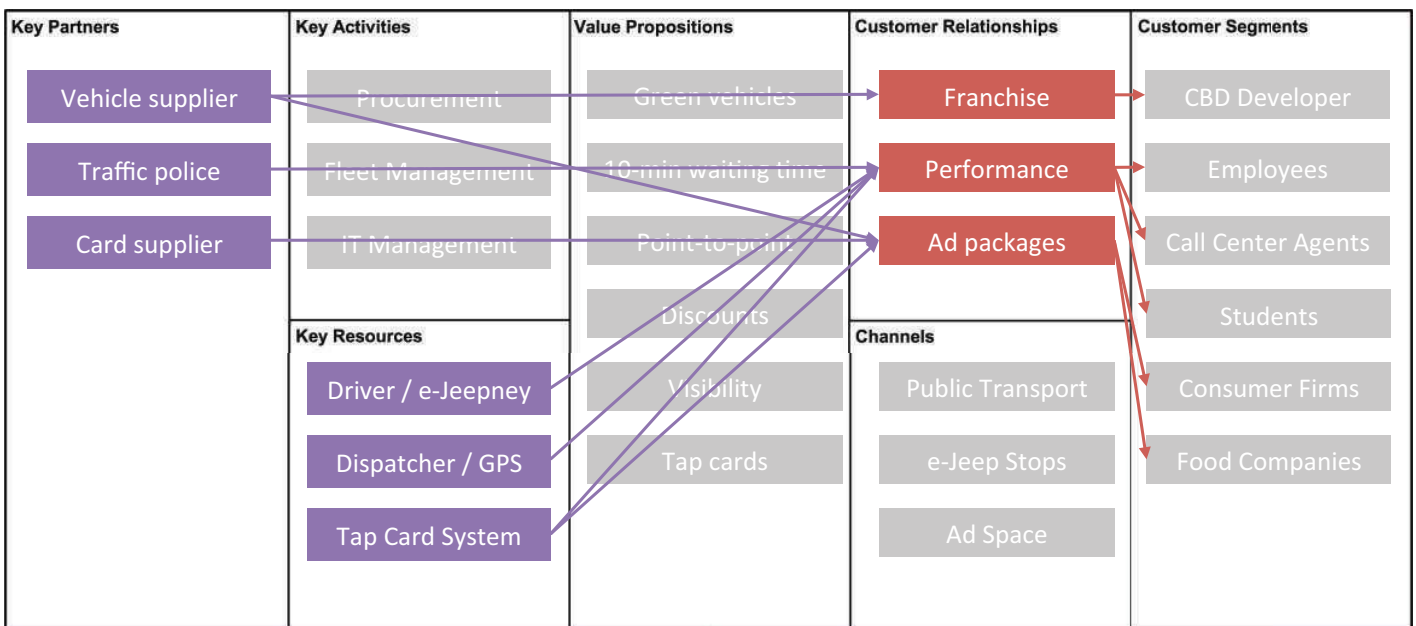 Key Partners
Vehicle supplier
Traffic police
Card supplier
Key Activities
Procurement
Fleet Management
IT Management
Key Resources
Driver / e-Jeepney
Dispatcher / GPS
Tap Card System
Value Propositions
Green vehicles
10-min waiting time
Point-to-point
Discounts
Visibility
Tap cards
Customer Relationships
Franchise
Performance
Ad packages
Channels
Public Transport
e-Jeep Stops
Ad Space
Customer Segments
CBD Developer
Employees
Call Center Agents
Students
Consumer Firms
Food Companies